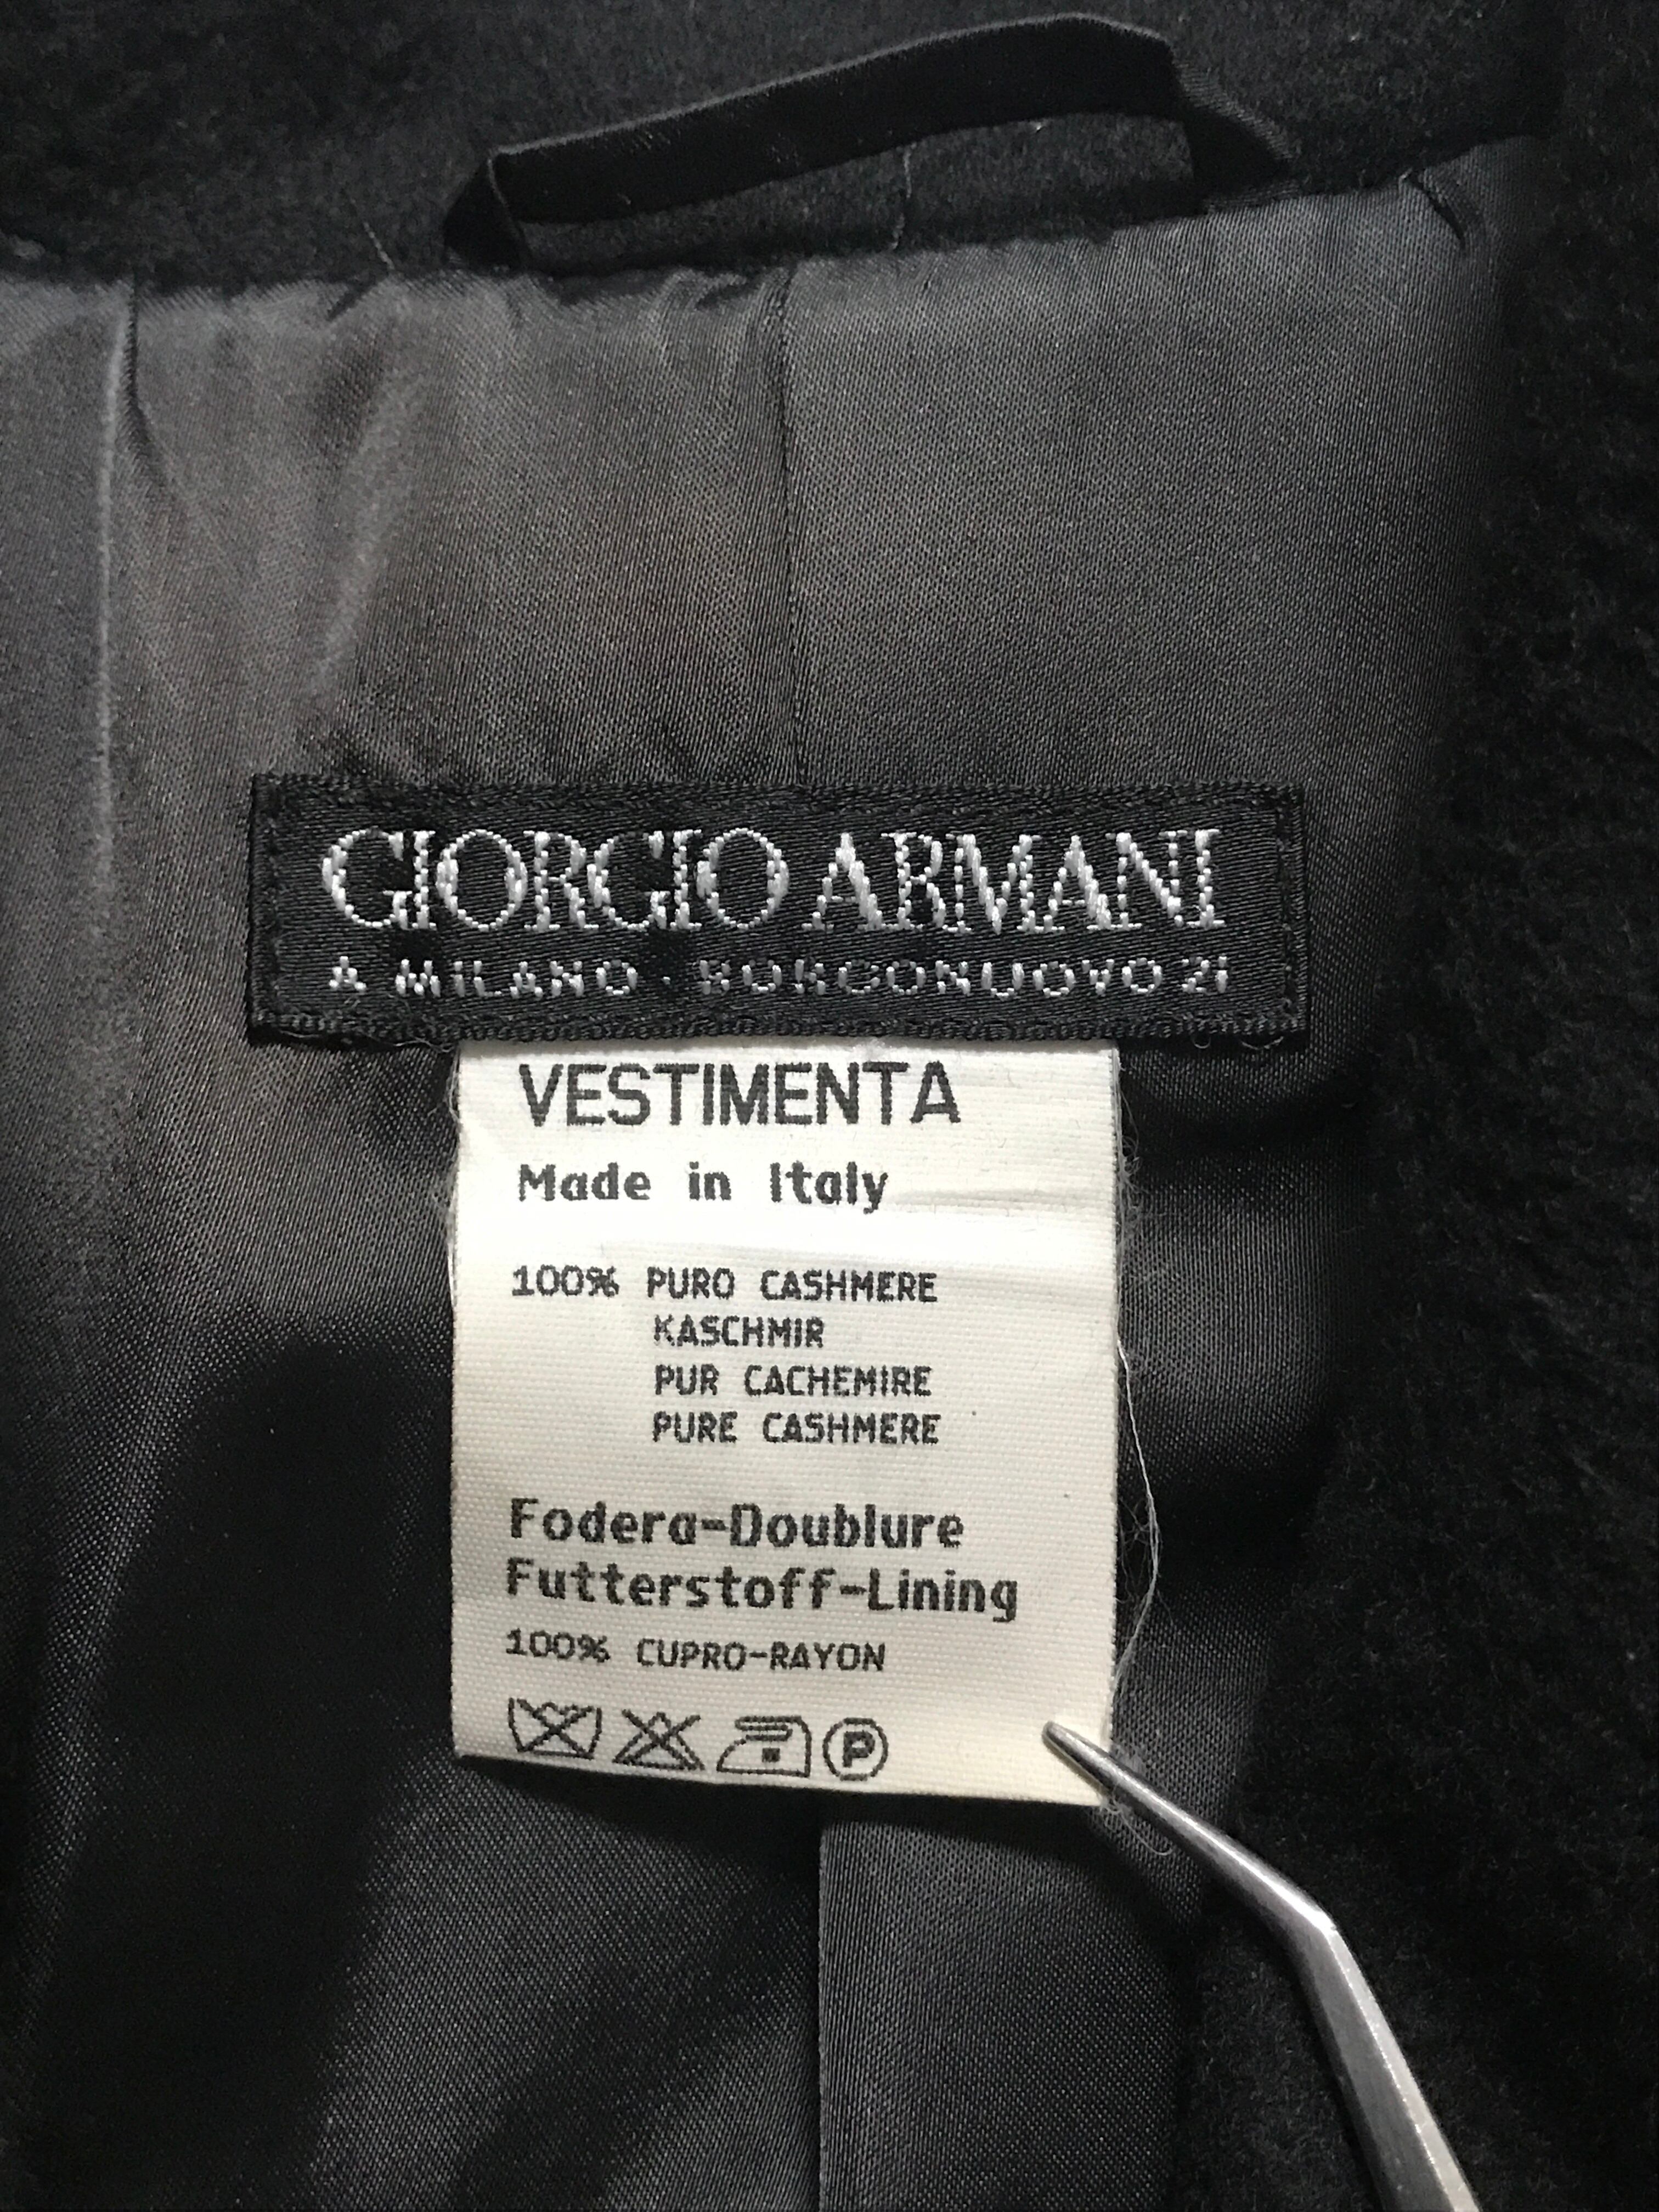 GIORGIO ARMANI
A MILANO · BORGONUOVO 21
VESTIMENTA
Made in Italy
100% PURO CASHMERE
KASCHMIR
PUR CACHEMIRE
PURE CASHMERE
Fodera-Doublure
Futterstoff-Lining
100% CUPRO-RAYON
P